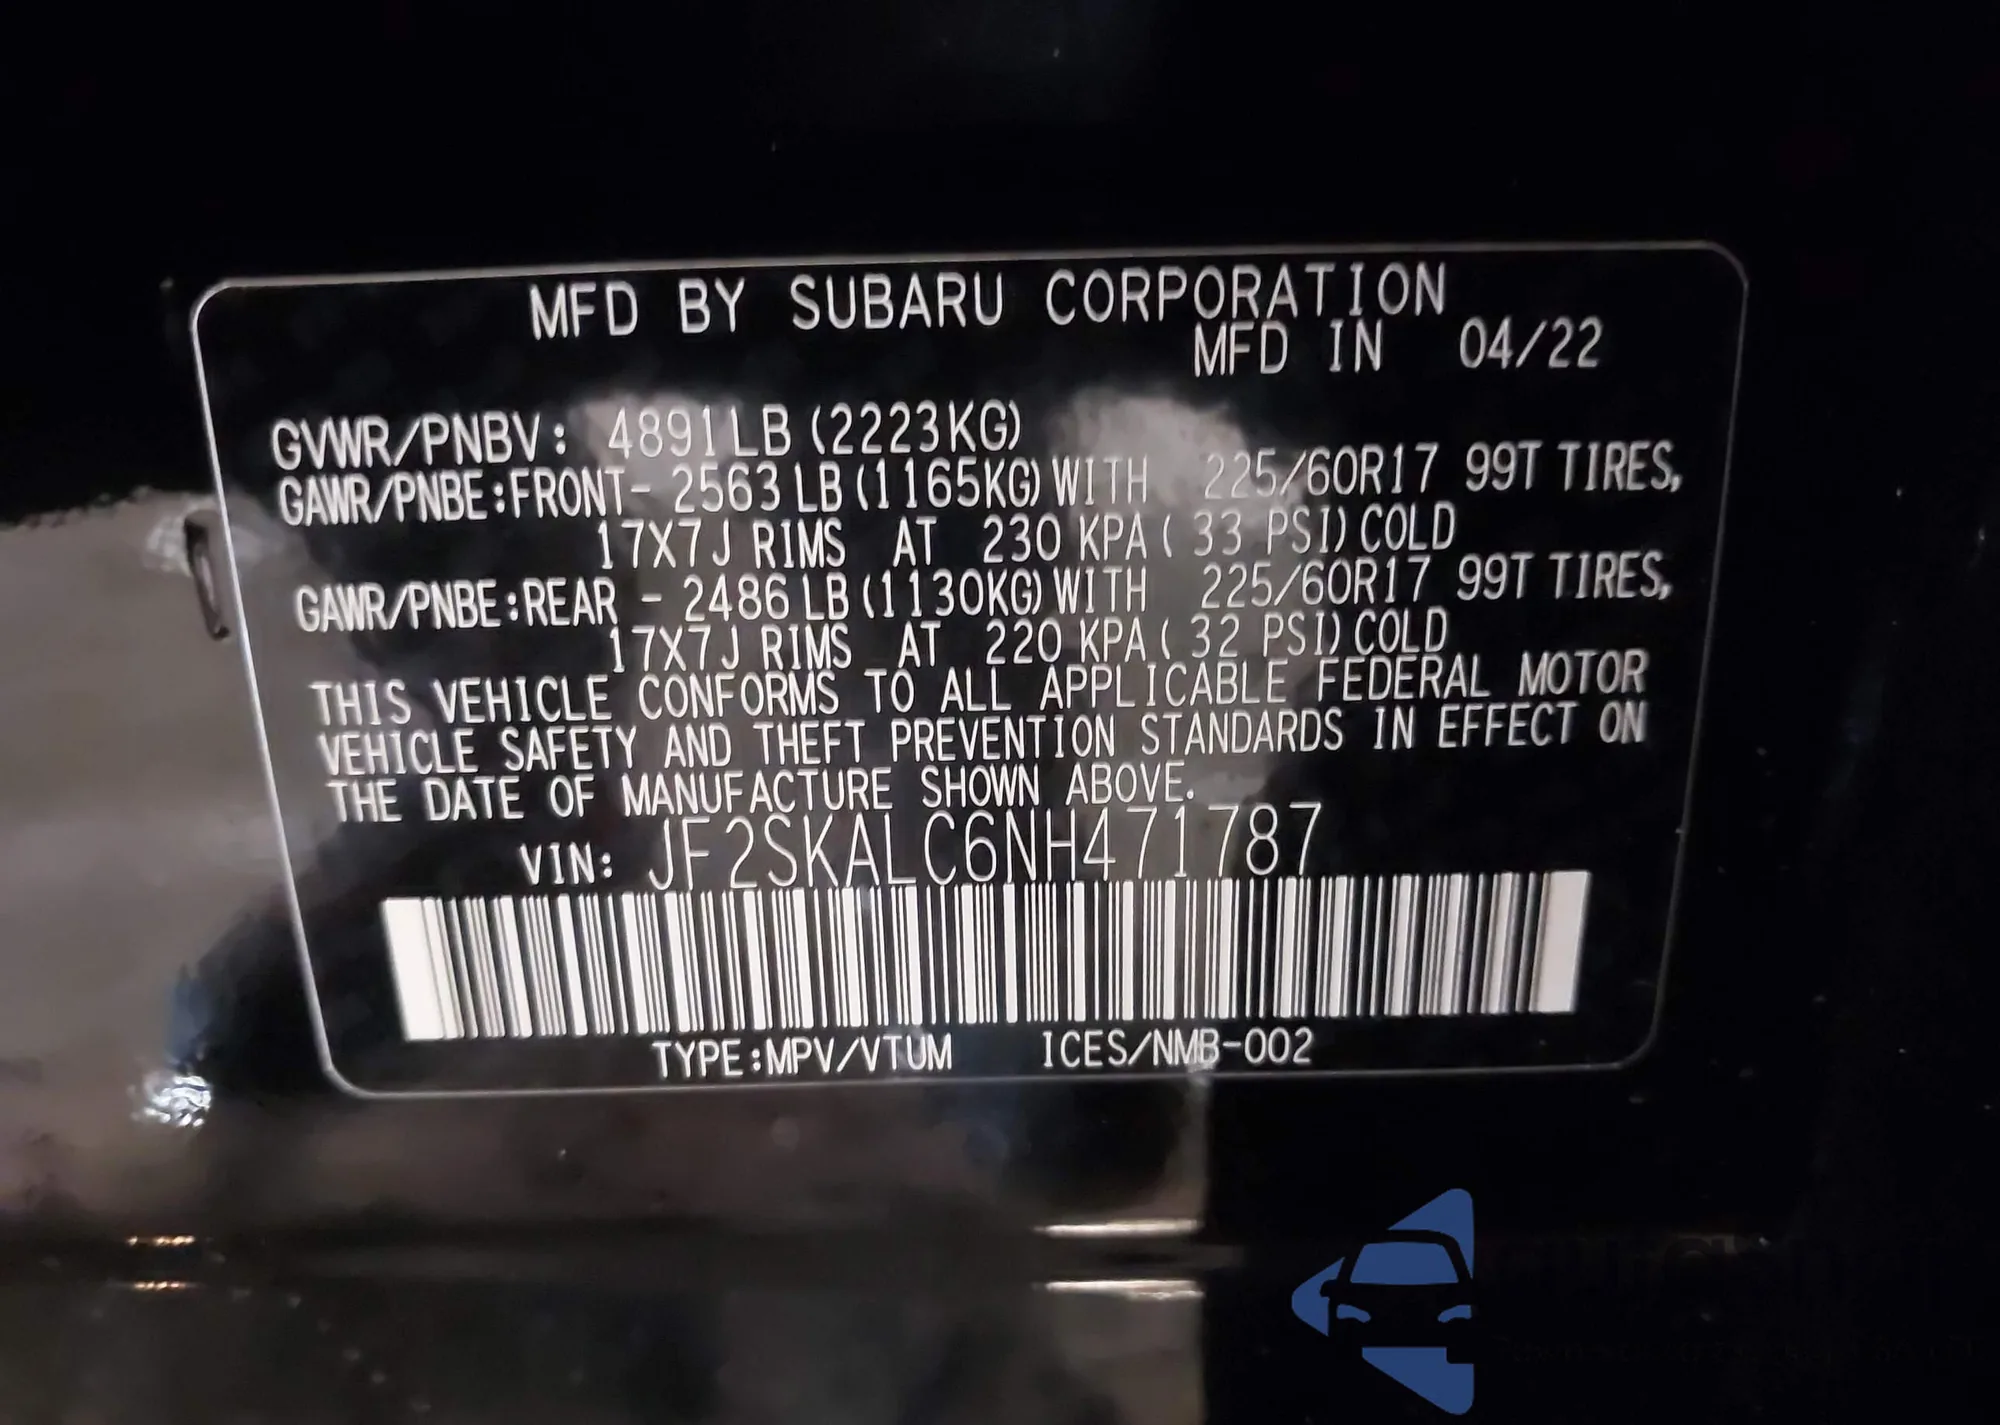 MFD BY SUBARU CORPORATION
MFD IN 04/22
GVWR/PNBV: 4891LB (2223KG)
GAWR/PNBE:FRONT- 2563 LB (1165KG) WITH 225/60R17 99T TIRES,
17X7J RIMS AT 230 KPA ( 33 PSI) COLD
GAWR/PNBE:REAR - 2486 LB (1130KG) WITH 225/60R17 99T TIRES,
17X7J RIMS AT 220 KPA ( 32 PSI) COLD
THIS VEHICLE CONFORMS TO ALL APPLICABLE FEDERAL MOTOR
VEHICLE SAFETY AND THEFT PREVENTION STANDARDS IN EFFECT ON
THE DATE OF MANUFACTURE SHOWN ABOVE.
VIN: JF2SKALC6NH471787
TYPE:MPV/VTUM ICES/NMB-002